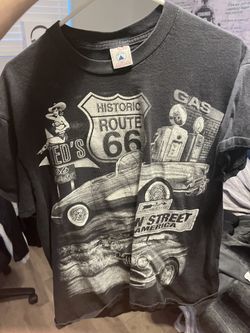 HISTORIC
ROUTE
66
GAS
ED'S
N STREET
AMERICA